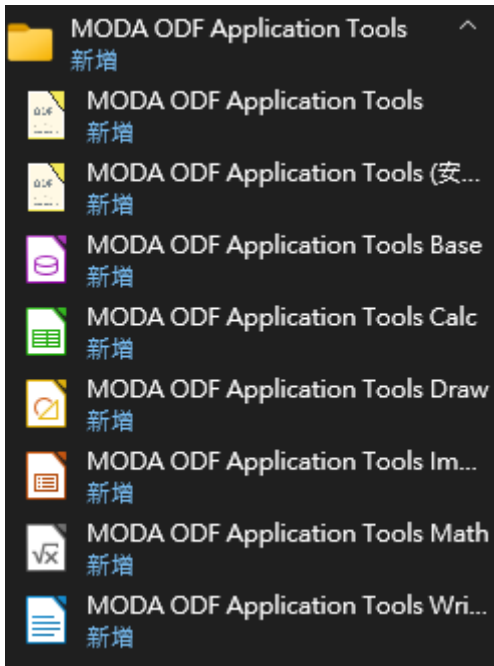 MODA ODF Application Tools
新增
MODA ODF Application Tools
新增
MODA ODF Application Tools (安...
新增
MODA ODF Application Tools Base
新增
MODA ODF Application Tools Calc
新增
MODA ODF Application Tools Draw
新增
MODA ODF Application Tools Im...
新增
MODA ODF Application Tools Math
新增
MODA ODF Application Tools Wri...
新增